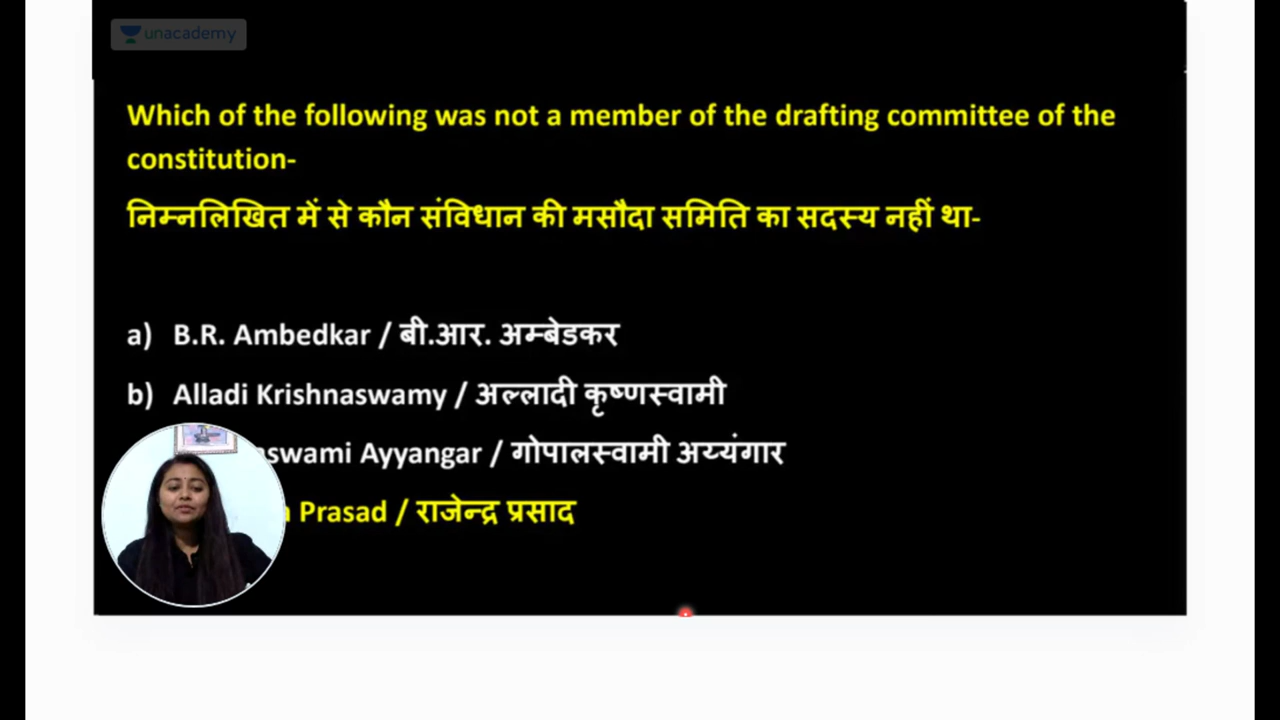 unacademy
Which of the following was not a member of the drafting committee of the
constitution-
निम्नलिखित में से कौन संविधान की मसौदा समिति का सदस्य नहीं था-
a) B.R. Ambedkar / बी.आर. अम्बेडकर
b) Alladi Krishnaswamy / अल्लादी कृष्णस्वामी
Ayyangar / गोपालस्वामी अय्यंगार
Prasad / राजेन्द्र प्रसाद